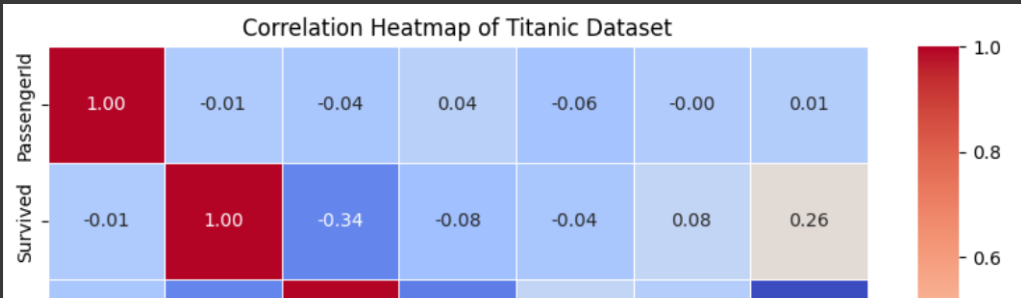 Correlation Heatmap of Titanic Dataset
PassengerId
1.00 -0.01 -0.04 0.04 -0.06 -0.00 0.01
Survived
-0.01 1.00 -0.34 -0.08 -0.04 0.08 0.26
1.0
0.8
0.6